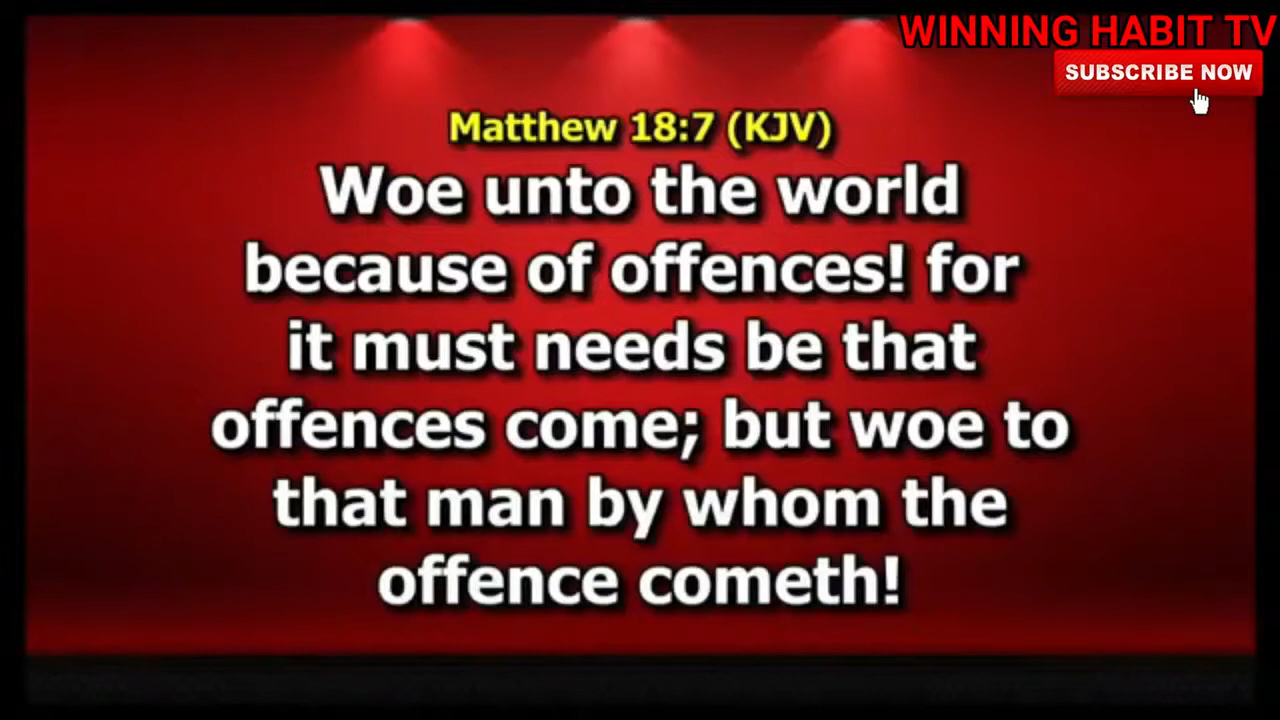 WINNING HABIT TV
SUBSCRIBE NOW
Matthew 18:7 (KJV)
Woe unto the world
because of offences! for
it must needs be that
offences come; but woe to
that man by whom the
offence cometh!